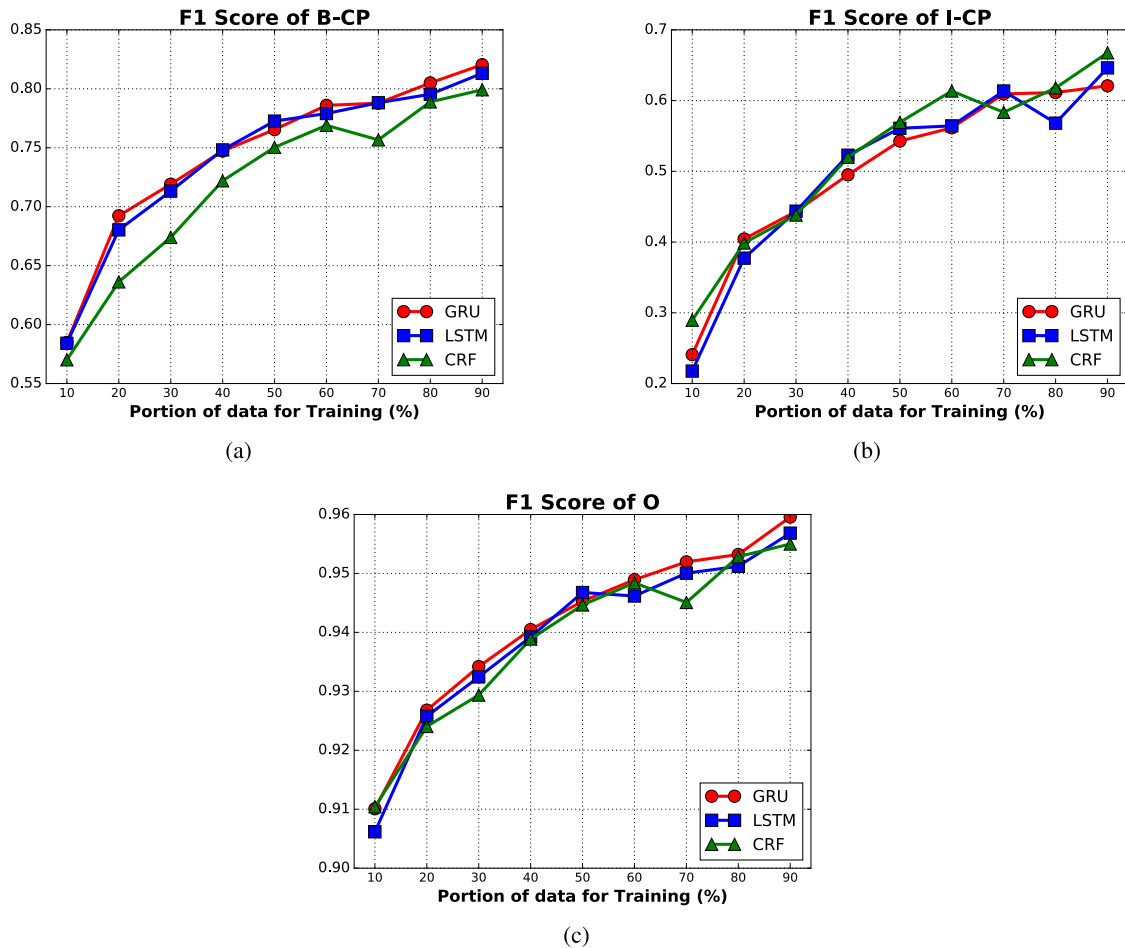 F1 Score of B-CP
0.85
0.80
0.75
0.70
0.65
0.60
0.55
GRU
LSTM
CRF
10 20 30 40 50 60 70 80 90
Portion of data for Training (%)
(a)
F1 Score of I-CP
0.7
0.6
0.5
0.4
0.3
0.2
GRU
LSTM
CRF
10 20 30 40 50 60 70 80 90
Portion of data for Training (%)
(b)
F1 Score of O
0.96
0.95
0.94
0.93
0.92
0.91
0.90
GRU
LSTM
CRF
10 20 30 40 50 60 70 80 90
Portion of data for Training (%)
(c)